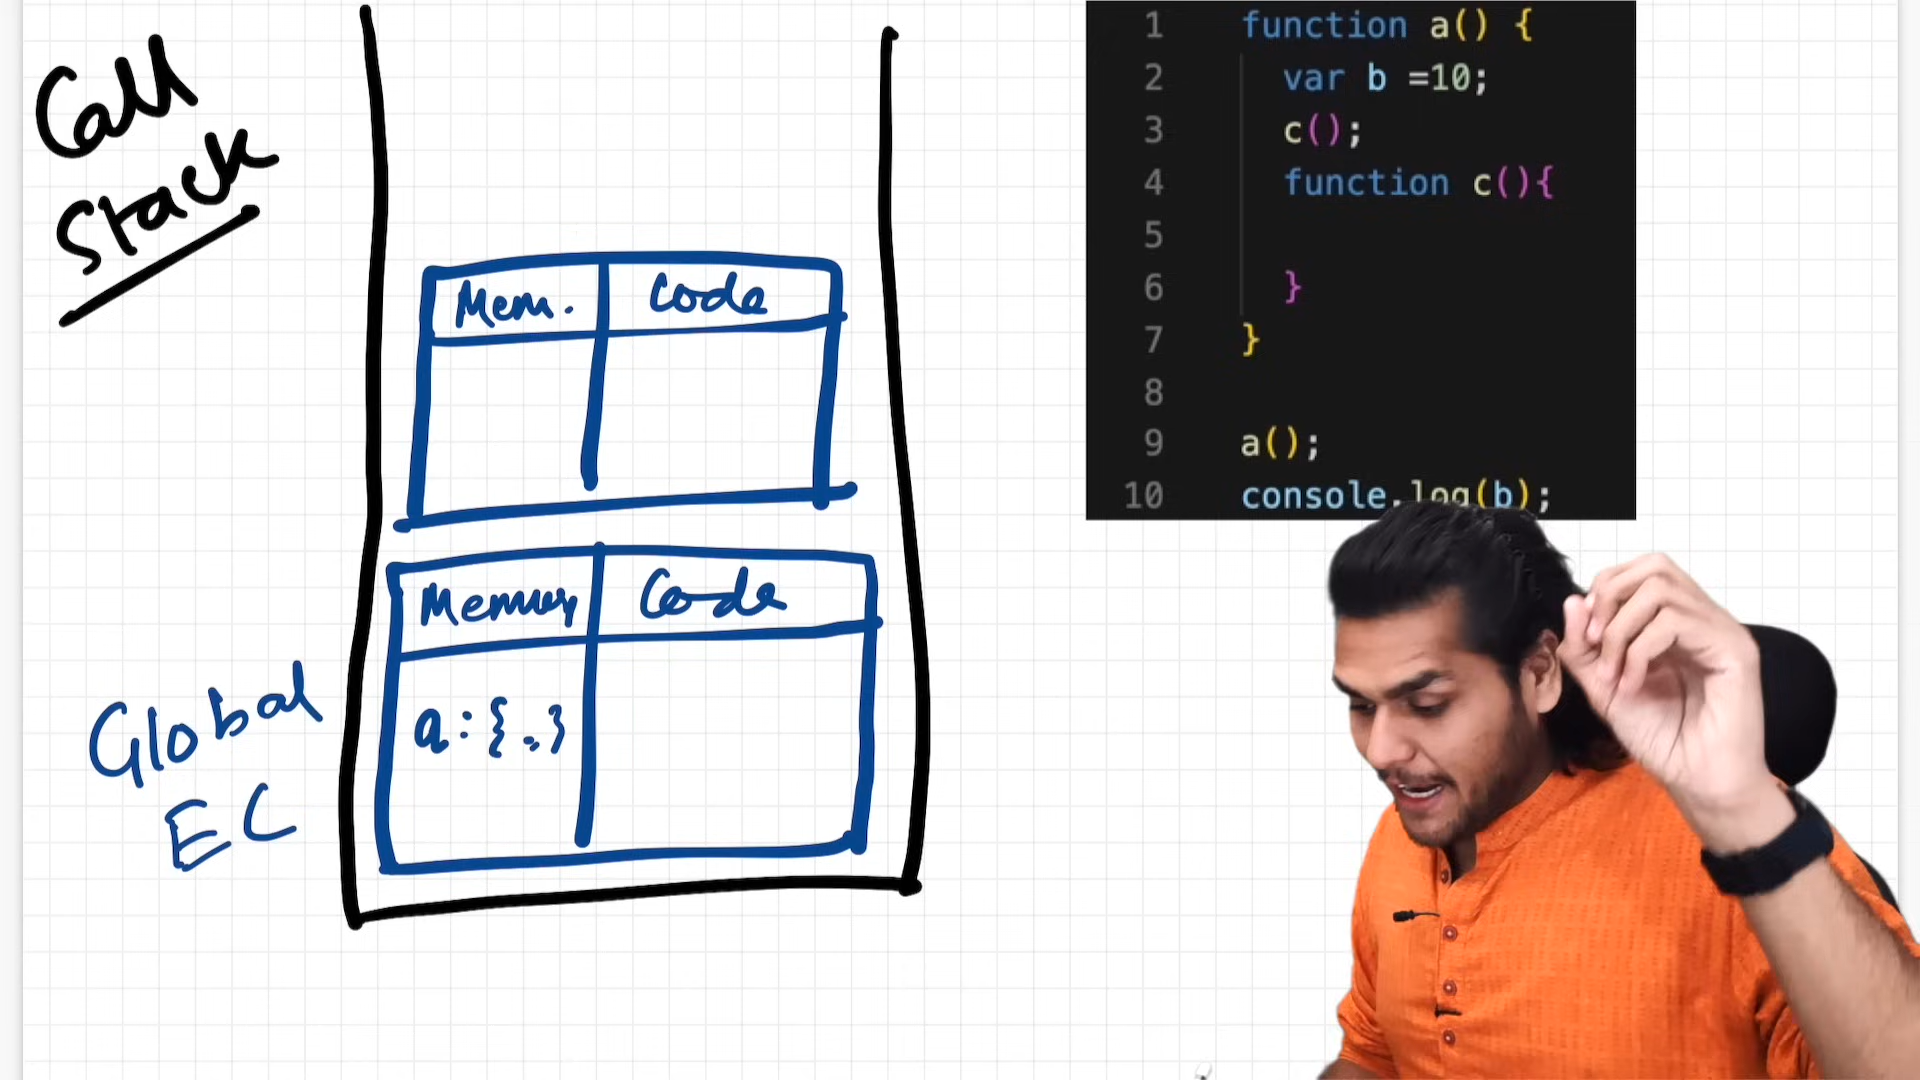 Call
Stack
Mem. Code
Memory Code
a : { .. }
Global
EC
1 function a() {
2 var b =10;
3 c();
4 function c(){
5
6 }
7 }
8
9 a();
10 console.log(b);